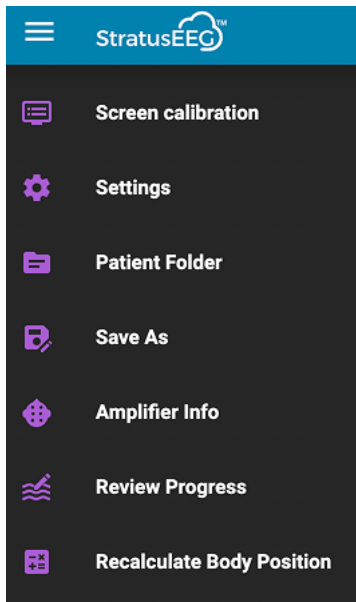 StratusEEG™
Screen calibration
Settings
Patient Folder
Save As
Amplifier Info
Review Progress
Recalculate Body Position